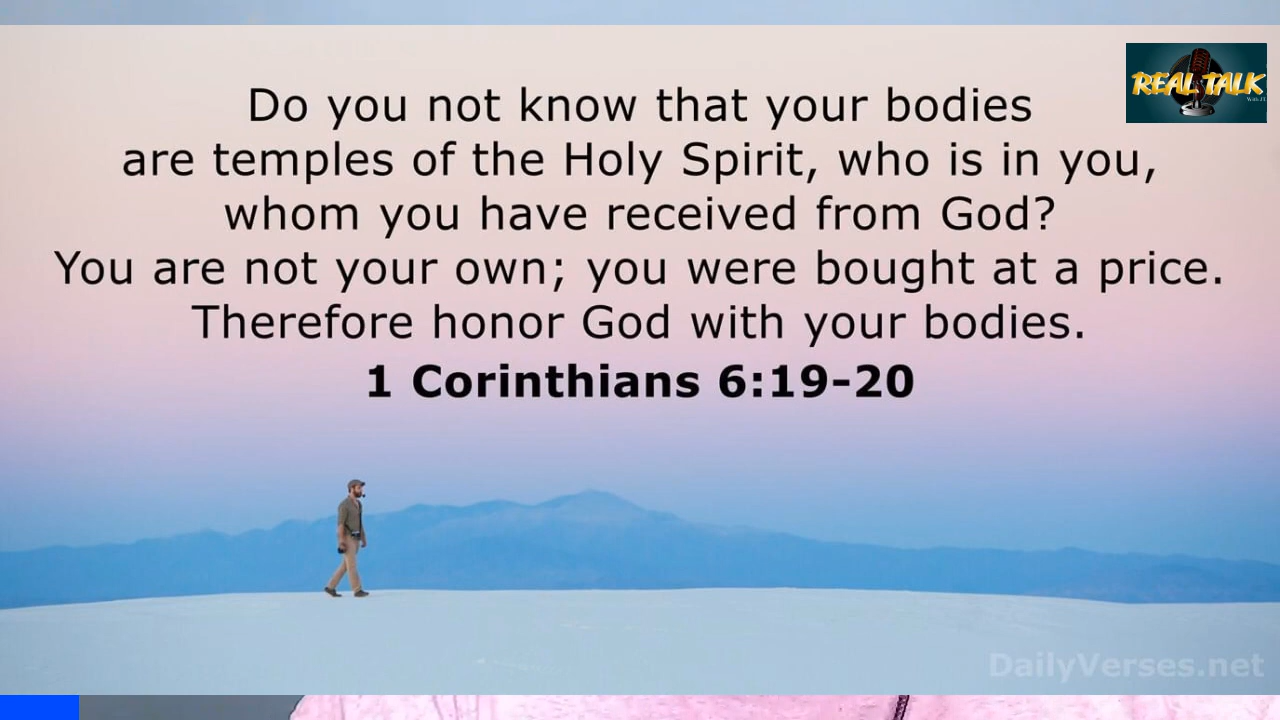 REAL TALK
With JT
Do you not know that your bodies
are temples of the Holy Spirit, who is in you,
whom you have received from God?
You are not your own; you were bought at a price.
Therefore honor God with your bodies.
1 Corinthians 6:19-20
DailyVerses.net